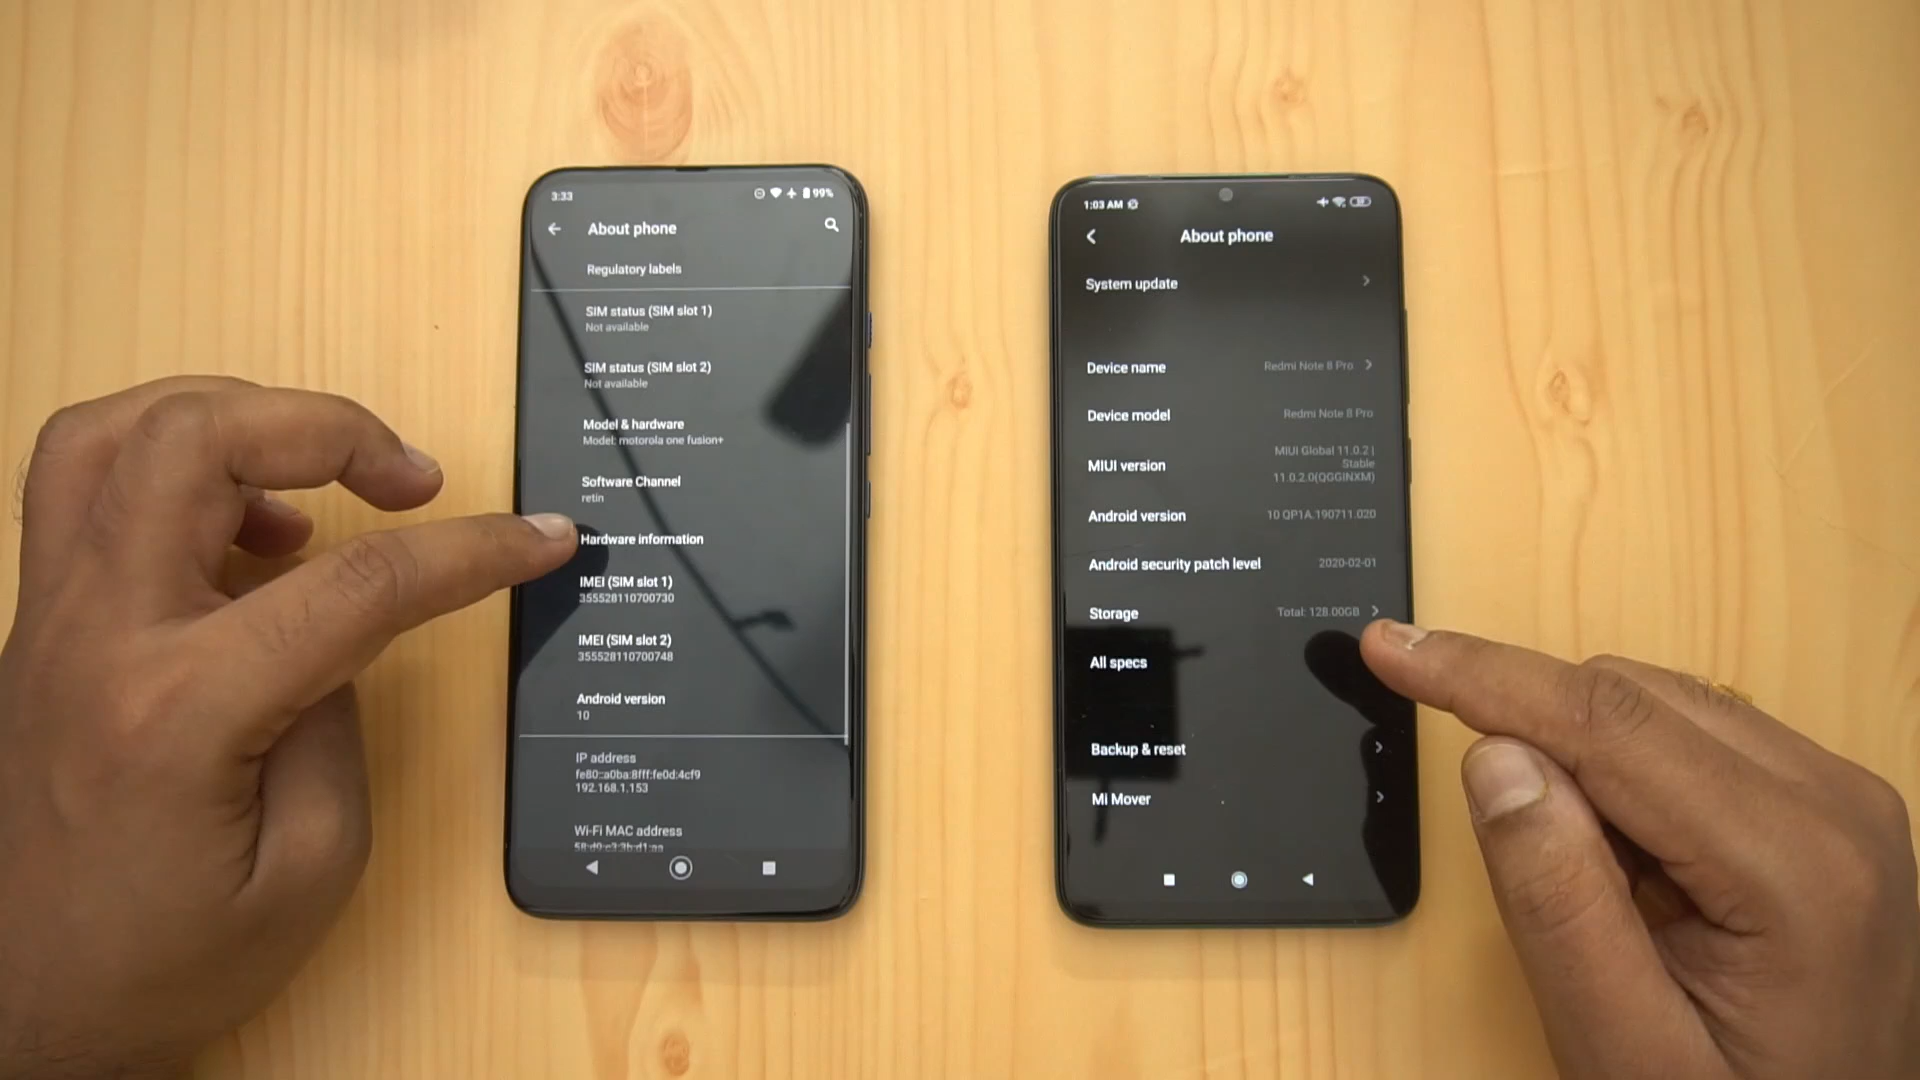 3:33
99%
About phone
Regulatory labels
SIM status (SIM slot 1)
Not available
SIM status (SIM slot 2)
Not available
Model & hardware
Model: motorola one fusion+
Software Channel
retin
Hardware information
IMEI (SIM slot 1)
355528110700730
IMEI (SIM slot 2)
355528110700748
Android version
10
IP address
fe80::a0ba:8fff:fe0d:4cf9
192.168.1.153
Wi-Fi MAC address
58:d9:c3:3b:d1:aa
1:03 AM
About phone
System update
Device name
Redmi Note 8 Pro
Device model
Redmi Note 8 Pro
MIUI version
MIUI Global 11.0.2 |
Stable
11.0.2.0(QGGINXM)
Android version
10 QP1A.190711.020
Android security patch level
2020-02-01
Storage
Total: 128.00GB
All specs
Backup & reset
Mi Mover